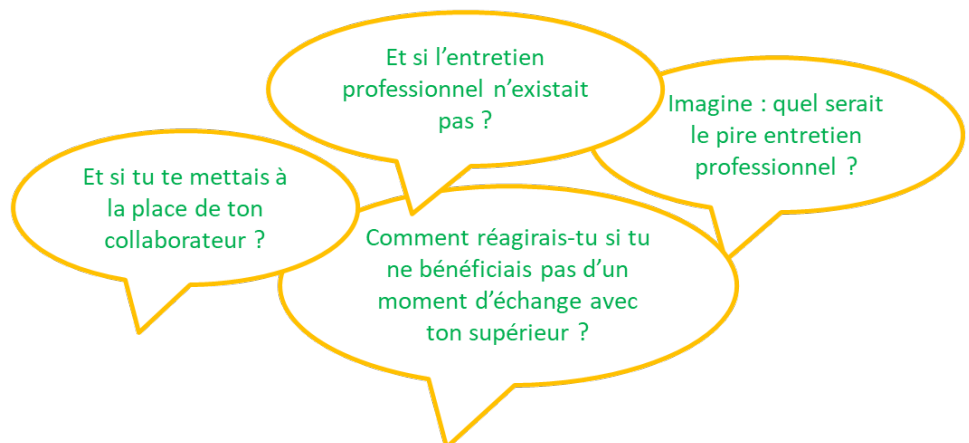 Et si l’entretien
professionnel n’existait
pas ?
Imagine : quel serait
le pire entretien
professionnel ?
Et si tu te mettais à
la place de ton
collaborateur ?
Comment réagirais-tu si tu
ne bénéficiais pas d’un
moment d’échange avec
ton supérieur ?